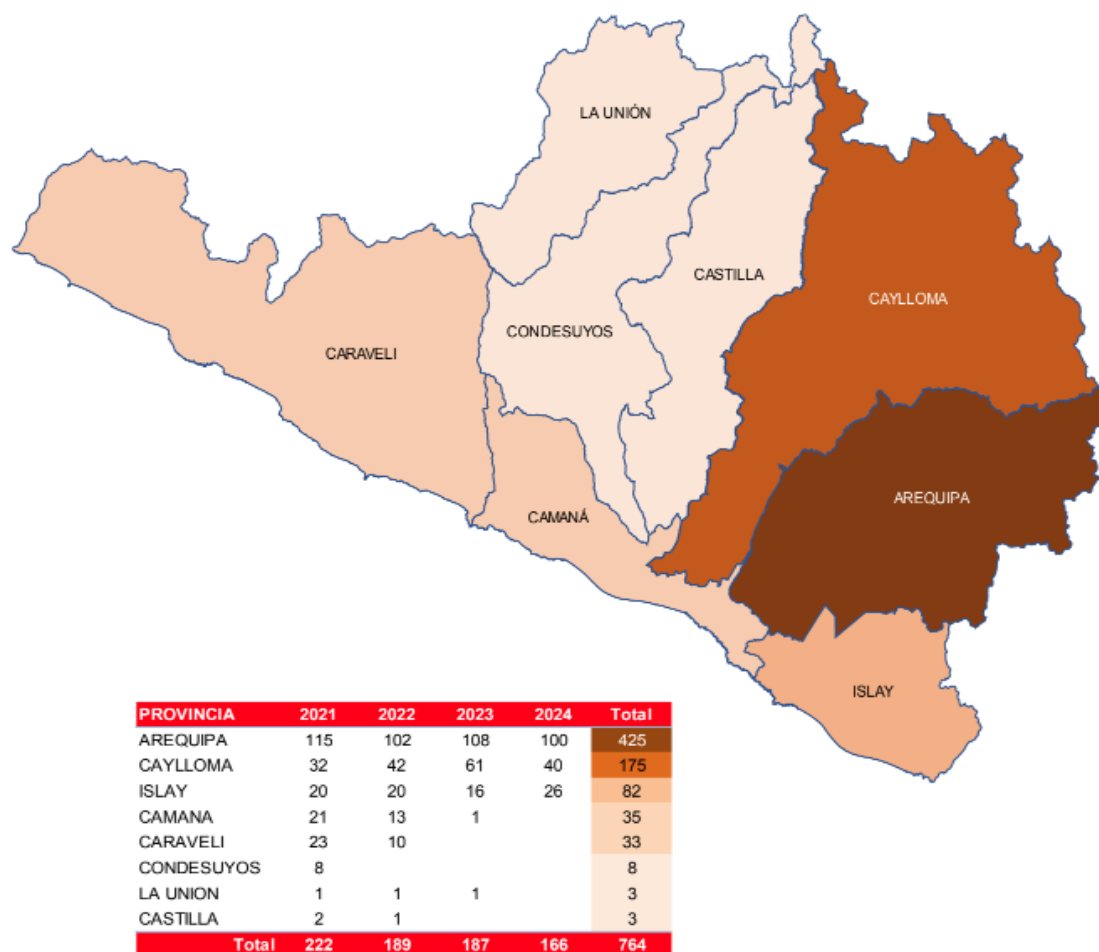 LA UNIÓN
CASTILLA
CAYLLOMA
CONDESUYOS
CARAVELI
AREQUIPA
CAMANÁ
ISLAY
PROVINCIA 2021 2022 2023 2024 Total
AREQUIPA 115 102 108 100 425
CAYLLOMA 32 42 61 40 175
ISLAY 20 20 16 26 82
CAMANA 21 13 1 35
CARAVELI 23 10 33
CONDESUYOS 8 8
LA UNION 1 1 1 3
CASTILLA 2 1 3
Total 222 189 187 166 764